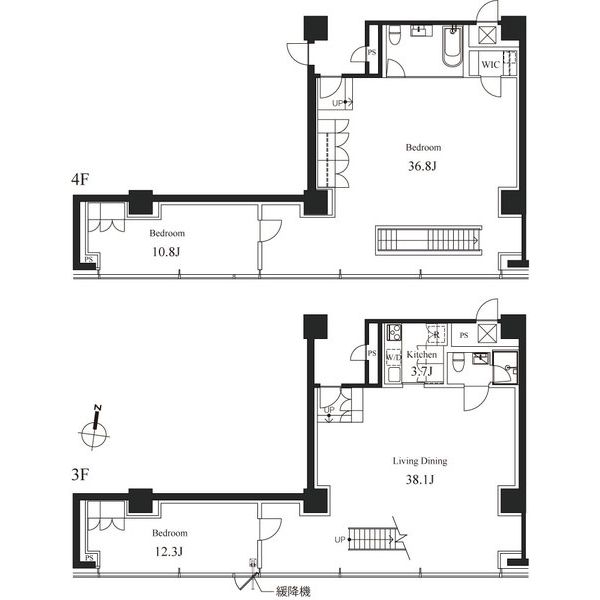 4F
PS
WIC
UP
Bedroom
36.8J
Bedroom
10.8J
PS
3F
N
PS
W/D
R
Kitchen
3.7J
PS
UP
Living Dining
38.1J
Bedroom
12.3J
PS
UP
緩降機